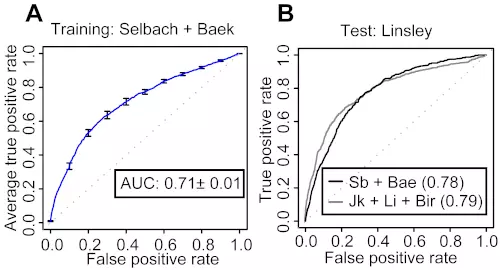 A
Training: Selbach + Baek
Average true positive rate
0.0 0.2 0.4 0.6 0.8 1.0
AUC: 0.71± 0.01
0.0 0.2 0.4 0.6 0.8 1.0
False positive rate
B
Test: Linsley
True positive rate
0.0 0.2 0.4 0.6 0.8 1.0
Sb + Bae (0.78)
Jk + Li + Bir (0.79)
0.0 0.2 0.4 0.6 0.8 1.0
False positive rate